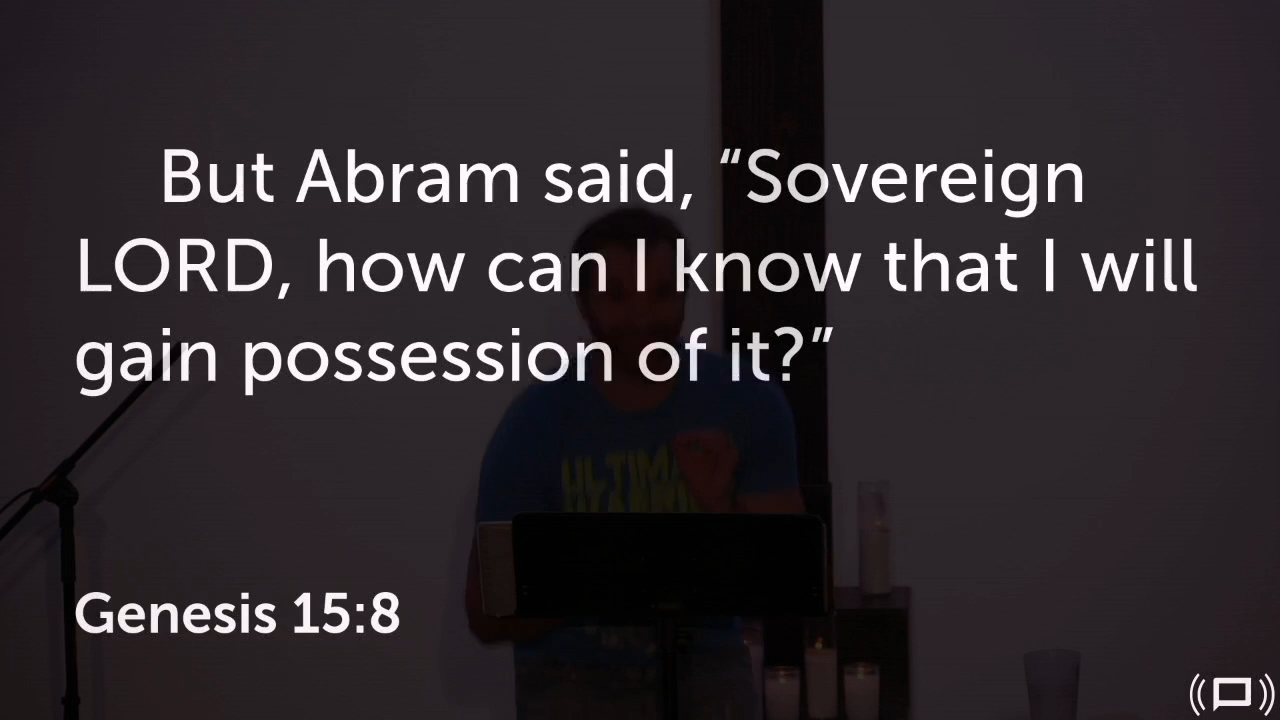 But Abram said, “Sovereign
LORD, how can I know that I will
gain possession of it?”
Genesis 15:8